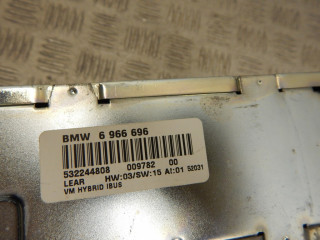 BMW 6 966 696
532244808 009782 00
LEAR HW:03/SW:15 AI:01 52031
VM HYBRID IBUS